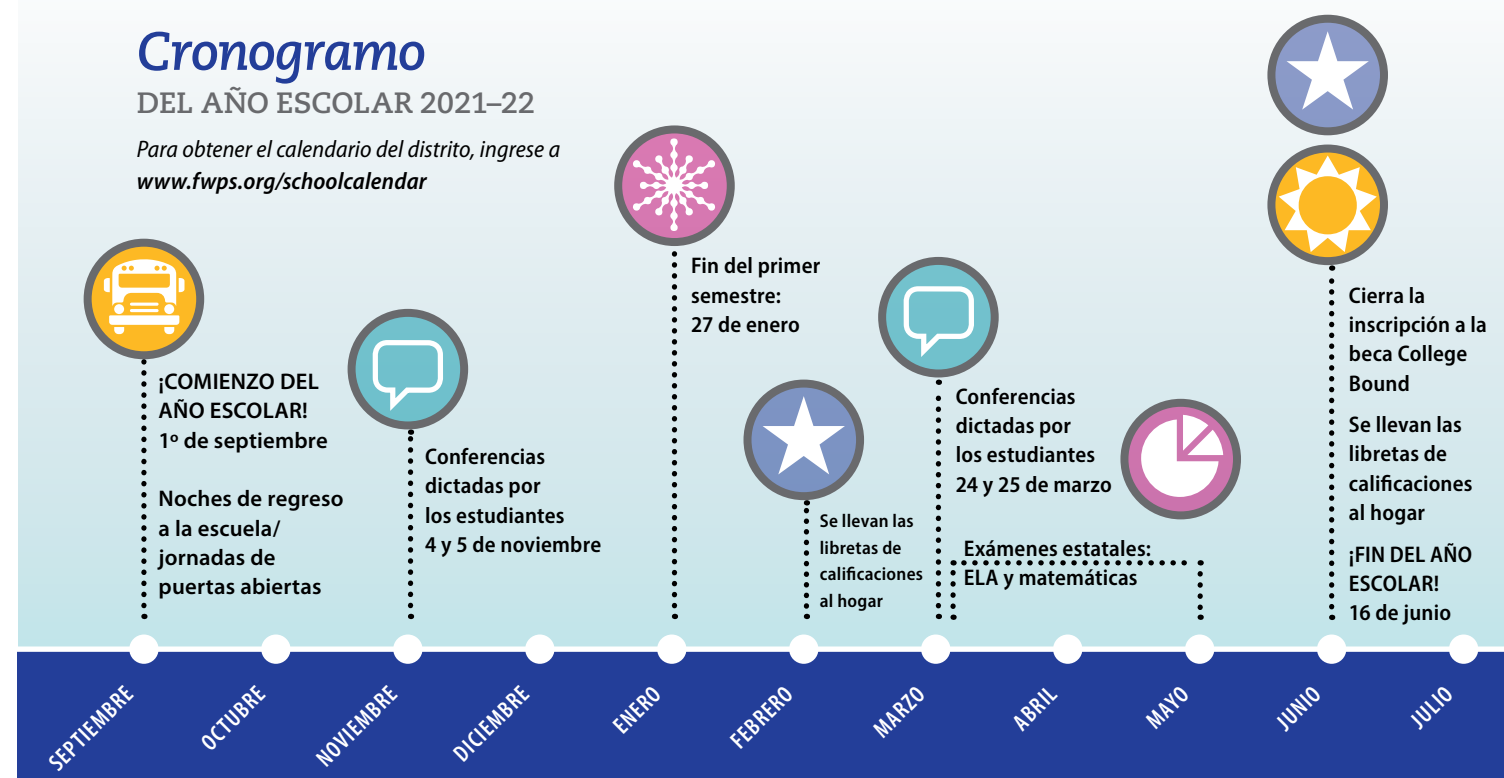 Cronogramo
DEL AÑO ESCOLAR 2021–22
Para obtener el calendario del distrito, ingrese a
www.fwps.org/schoolcalendar
¡COMIENZO DEL
AÑO ESCOLAR!
1º de septiembre
Noches de regreso
a la escuela/
jornadas de
puertas abiertas
Conferencias
dictadas por
los estudiantes
4 y 5 de noviembre
Fin del primer
semestre:
27 de enero
Se llevan las
libretas de
calificaciones
al hogar
Conferencias
dictadas por
los estudiantes
24 y 25 de marzo
Exámenes estatales:
ELA y matemáticas
Cierra la
inscripción a la
beca College
Bound
Se llevan las
libretas de
calificaciones
al hogar
¡FIN DEL AÑO
ESCOLAR!
16 de junio
SEPTIEMBRE
OCTUBRE
NOVIEMBRE
DICIEMBRE
ENERO
FEBRERO
MARZO
ABRIL
MAYO
JUNIO
JULIO